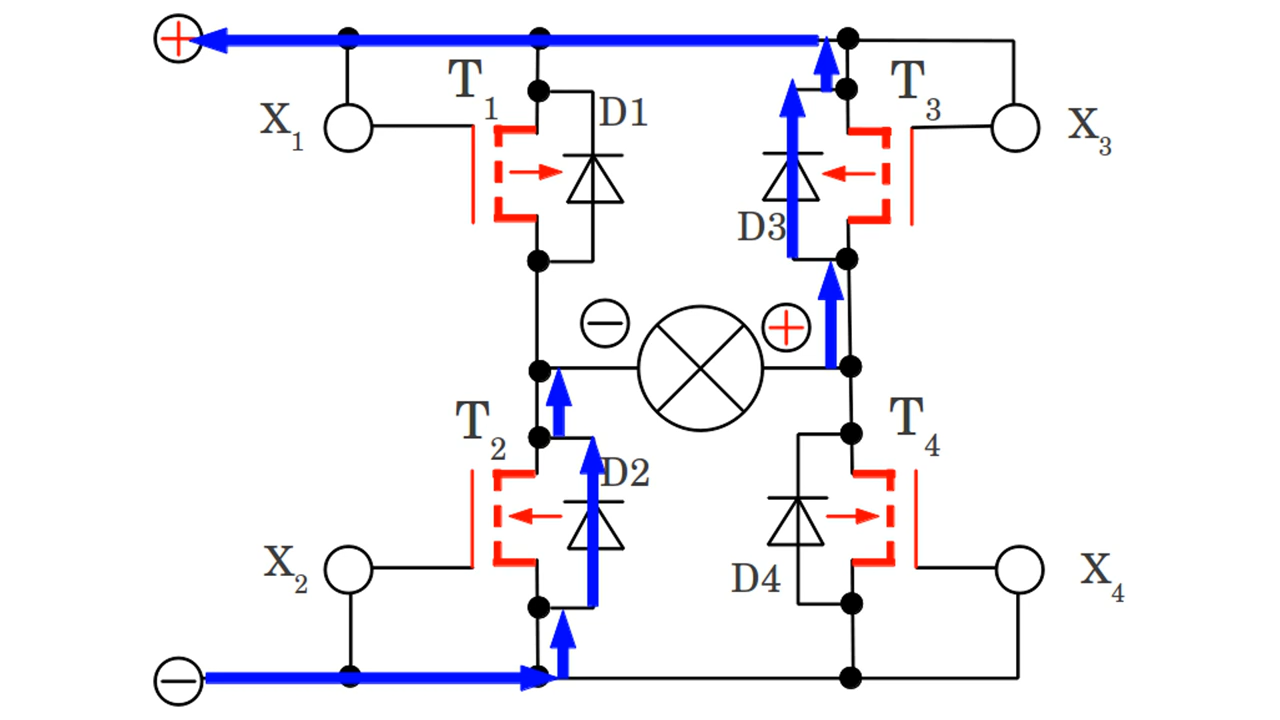 +
T₁
D1
T₃
X₁
X₃
D3
−
+
T₂
T₄
D2
X₂
D4
X₄
−